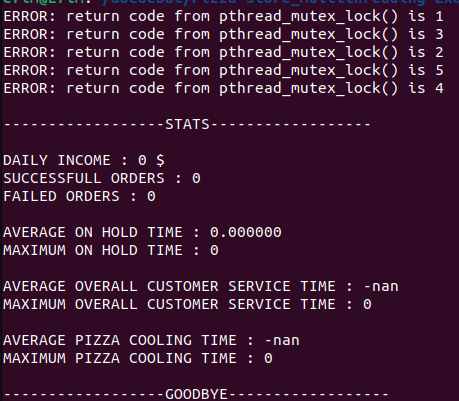 ERROR: return code from pthread_mutex_lock() is 1
ERROR: return code from pthread_mutex_lock() is 3
ERROR: return code from pthread_mutex_lock() is 2
ERROR: return code from pthread_mutex_lock() is 5
ERROR: return code from pthread_mutex_lock() is 4
------------------STATS------------------
DAILY INCOME : 0 $
SUCCESSFULL ORDERS : 0
FAILED ORDERS : 0
AVERAGE ON HOLD TIME : 0.000000
MAXIMUM ON HOLD TIME : 0
AVERAGE OVERALL CUSTOMER SERVICE TIME : -nan
MAXIMUM OVERALL CUSTOMER SERVICE TIME : 0
AVERAGE PIZZA COOLING TIME : -nan
MAXIMUM PIZZA COOLING TIME : 0
------------------GOODBYE------------------